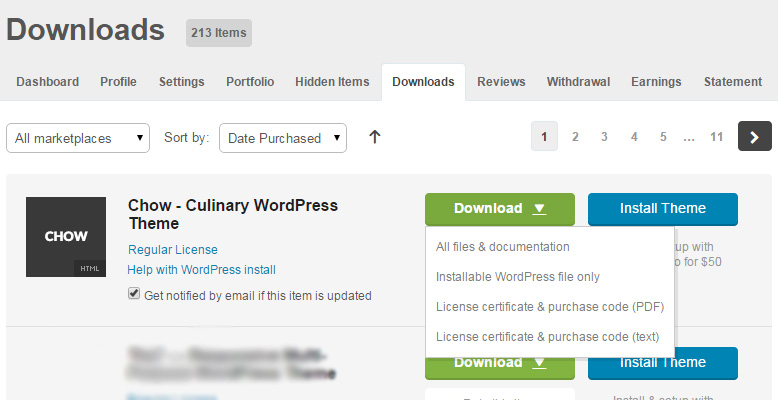 Downloads 213 Items
Dashboard Profile Settings Portfolio Hidden Items Downloads Reviews Withdrawal Earnings Statement
All marketplaces Sort by: Date Purchased 1 2 3 4 5 ... 11
Chow - Culinary WordPress
Theme
Regular License
Help with WordPress install
Get notified by email if this item is updated
CHOW
HTML
Download
Install Theme
All files & documentation
Installable WordPress file only
License certificate & purchase code (PDF)
License certificate & purchase code (text)
with
for $50
Download
Install Theme
Install & setup with